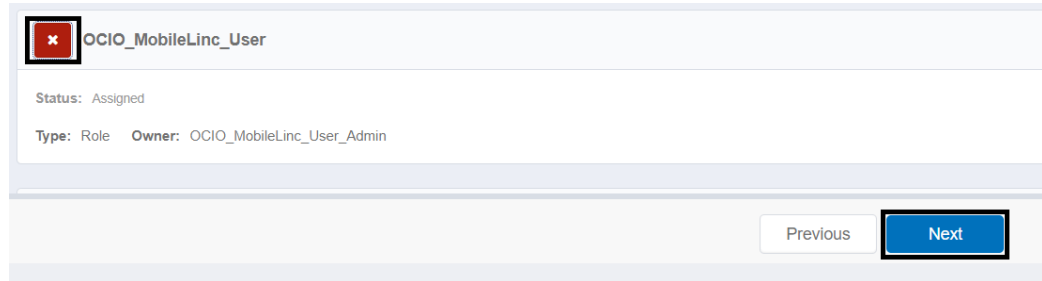 OCIO_MobileLinc_User
Status: Assigned
Type: Role Owner: OCIO_MobileLinc_User_Admin
Previous Next